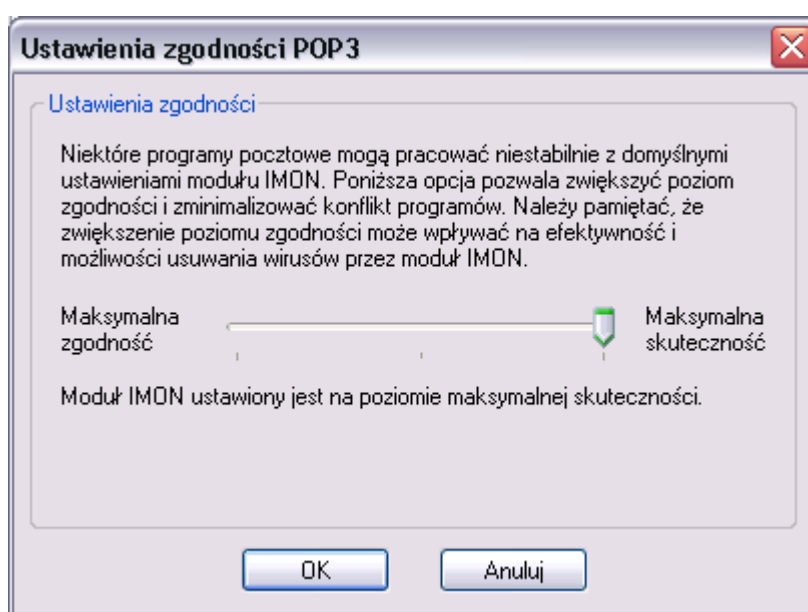 Ustawienia zgodności POP3
Ustawienia zgodności
Niektóre programy pocztowe mogą pracować niestabilnie z domyślnymi
ustawieniami modułu IMON. Poniższa opcja pozwala zwiększyć poziom
zgodności i zminimalizować konflikt programów. Należy pamiętać, że
zwiększenie poziomu zgodności może wpływać na efektywność i
możliwości usuwania wirusów przez moduł IMON.
Maksymalna
zgodność
Maksymalna
skuteczność
Moduł IMON ustawiony jest na poziomie maksymalnej skuteczności.
OK
Anuluj